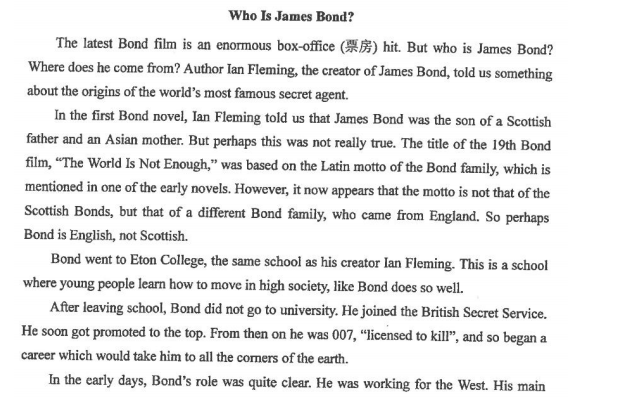 Who Is James Bond?
The latest Bond film is an enormous box-office (票房) hit. But who is James Bond?
Where does he come from? Author Ian Fleming, the creator of James Bond, told us something
about the origins of the world's most famous secret agent.
In the first Bond novel, Ian Fleming told us that James Bond was the son of a Scottish
father and an Asian mother. But perhaps this was not really true. The title of the 19th Bond
film, "The World Is Not Enough," was based on the Latin motto of the Bond family, which is
mentioned in one of the early novels. However, it now appears that the motto is not that of the
Scottish Bonds, but that of a different Bond family, who came from England. So perhaps
Bond is English, not Scottish.
Bond went to Eton College, the same school as his creator Ian Fleming. This is a school
where young people learn how to move in high society, like Bond does so well.
After leaving school, Bond did not go to university. He joined the British Secret Service.
He soon got promoted to the top. From then on he was 007, "licensed to kill", and so began a
career which would take him to all the corners of the earth.
In the early days, Bond's role was quite clear. He was working for the West. His main